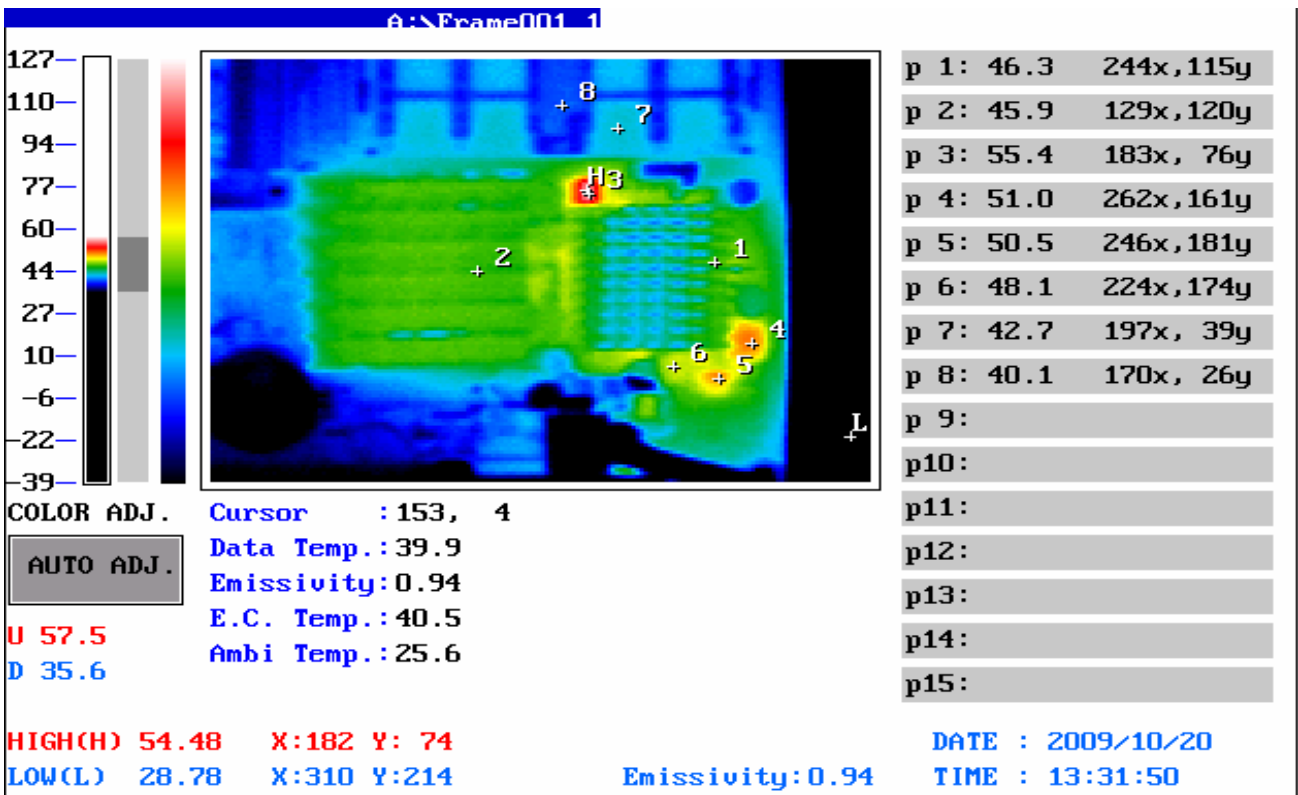 A:\Frame001 1
127
110
94
77
60
44
27
10
-6
-22
-39
COLOR ADJ.
AUTO ADJ.
U 57.5
D 35.6
8
7
H3
2
1
4
6
5
L
Cursor :153, 4
Data Temp.:39.9
Emissivity:0.94
E.C. Temp.:40.5
Ambi Temp.:25.6
p 1: 46.3 244x,115y
p 2: 45.9 129x,120y
p 3: 55.4 183x, 76y
p 4: 51.0 262x,161y
p 5: 50.5 246x,181y
p 6: 48.1 224x,174y
p 7: 42.7 197x, 39y
p 8: 40.1 170x, 26y
p 9:
p10:
p11:
p12:
p13:
p14:
p15:
HIGH(H) 54.48 X:182 Y: 74
LOW(L) 28.78 X:310 Y:214
Emissivity:0.94
DATE : 2009/10/20
TIME : 13:31:50